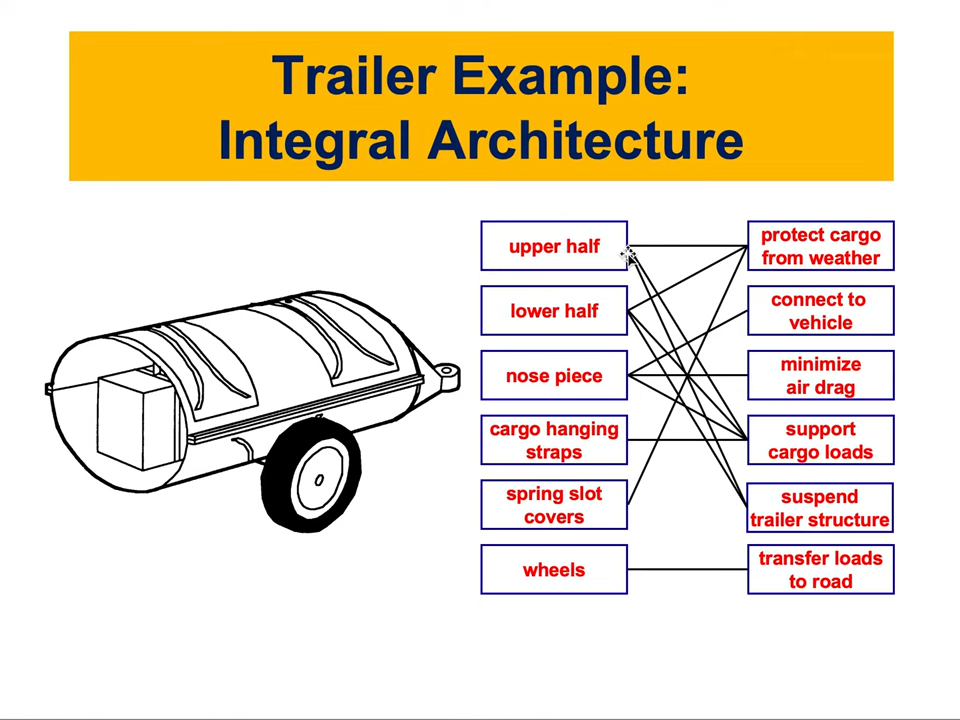 Trailer Example:
Integral Architecture
upper half
lower half
nose piece
cargo hanging
straps
spring slot
covers
wheels
protect cargo
from weather
connect to
vehicle
minimize
air drag
support
cargo loads
suspend
trailer structure
transfer loads
to road